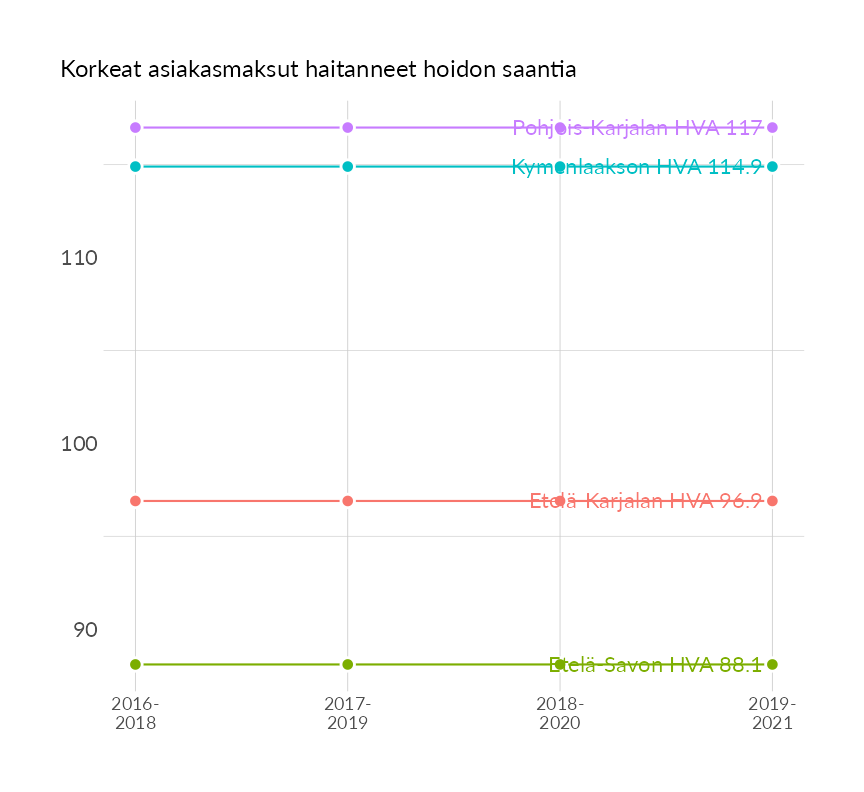 Korkeat asiakasmaksut haitanneet hoidon saantia
Pohjois-Karjalan HVA 117
Kymenlaakson HVA 114.9
110
100
Etelä-Karjalan HVA 96.9
90
Etelä-Savon HVA 88.1
2016-
2018
2017-
2019
2018-
2020
2019-
2021